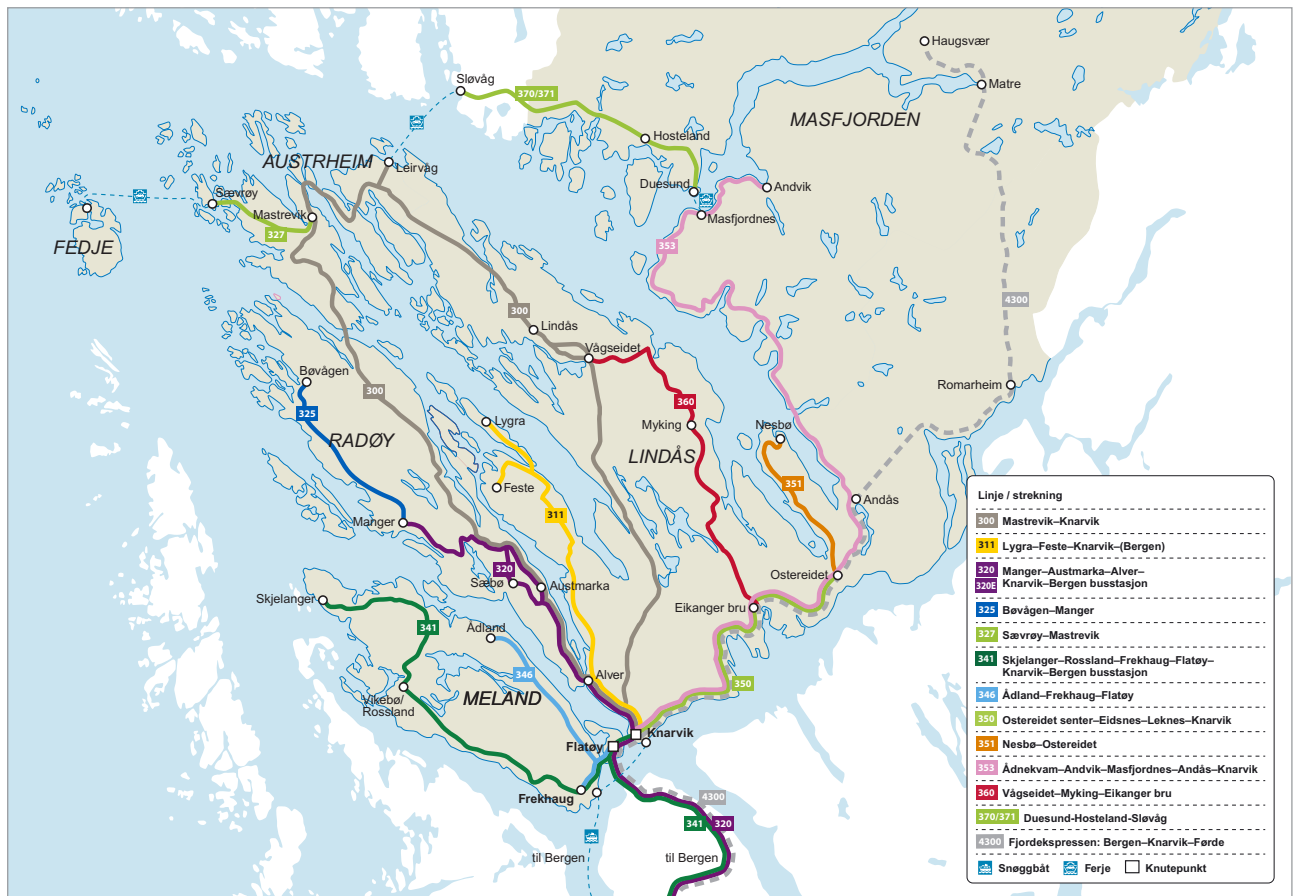 Haugsvær
Sløvåg
370/371
Matre
MASFJORDEN
Hosteland
AUSTRHEIM
Leirvåg
Duesund
Andvik
Sævrøy
Mastrevik
Masfjordnes
327
FEDJE
353
4300
300
Lindås
Vågseidet
Bøvågen
300
Romarheim
360
325
Lygra
Myking
Nesbø
RADØY
LINDÅS
351
Feste
Andås
311
Manger
320
Sæbø
Austmarka
Ostereidet
Skjelanger
Eikanger bru
341
Ådland
346
Alver
350
Vikebø/
Rossland
MELAND
Knarvik
Flatøy
Frekhaug
4300
341
320
til Bergen
til Bergen
Linje / strekning
300 Mastrevik–Knarvik
311 Lygra–Feste–Knarvik–(Bergen)
320 Manger–Austmarka–Alver–
320E Knarvik–Bergen busstasjon
325 Bøvågen–Manger
327 Sævrøy–Mastrevik
341 Skjelanger–Rossland–Frekhaug–Flatøy–
Knarvik–Bergen busstasjon
346 Ådland–Frekhaug–Flatøy
350 Ostereidet senter–Eidsnes–Leknes–Knarvik
351 Nesbø–Ostereidet
353 Ådnekvam–Andvik–Masfjordnes–Andås–Knarvik
360 Vågseidet–Myking–Eikanger bru
370/371 Duesund-Hosteland-Sløvåg
4300 Fjordekspressen: Bergen–Knarvik–Førde
Snøggbåt Ferje Knutepunkt